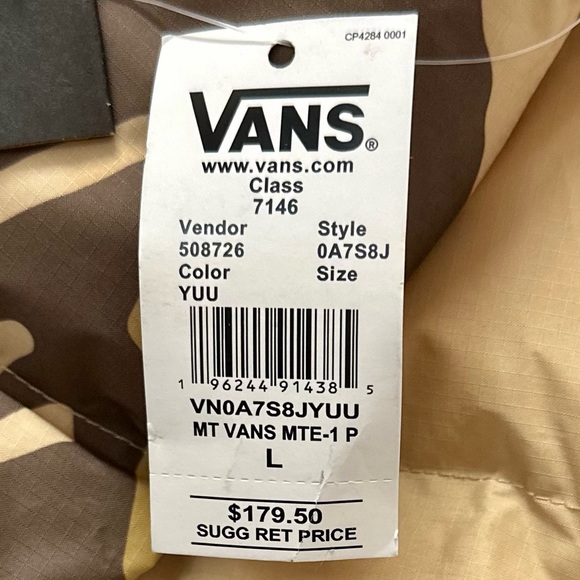 CP4284 0001
VANS®
www.vans.com
Class
7146
Vendor Style
508726 0A7S8J
Color Size
YUU
1 96244 91438 5
VN0A7S8JYUU
MT VANS MTE-1 P
L
$179.50
SUGG RET PRICE